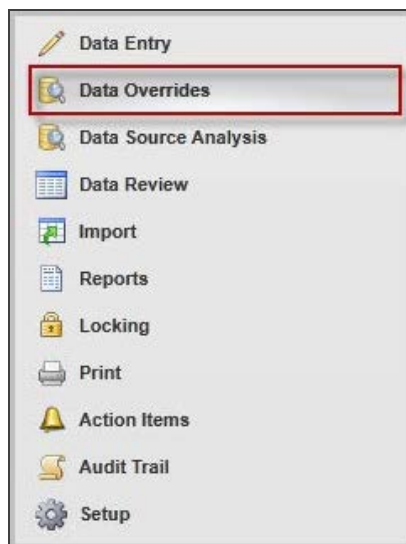 Data Entry
Data Overrides
Data Source Analysis
Data Review
Import
Reports
Locking
Print
Action Items
Audit Trail
Setup